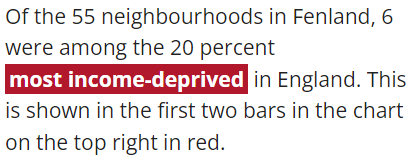 Of the 55 neighbourhoods in Fenland, 6
were among the 20 percent
most income-deprived in England. This
is shown in the first two bars in the chart
on the top right in red.